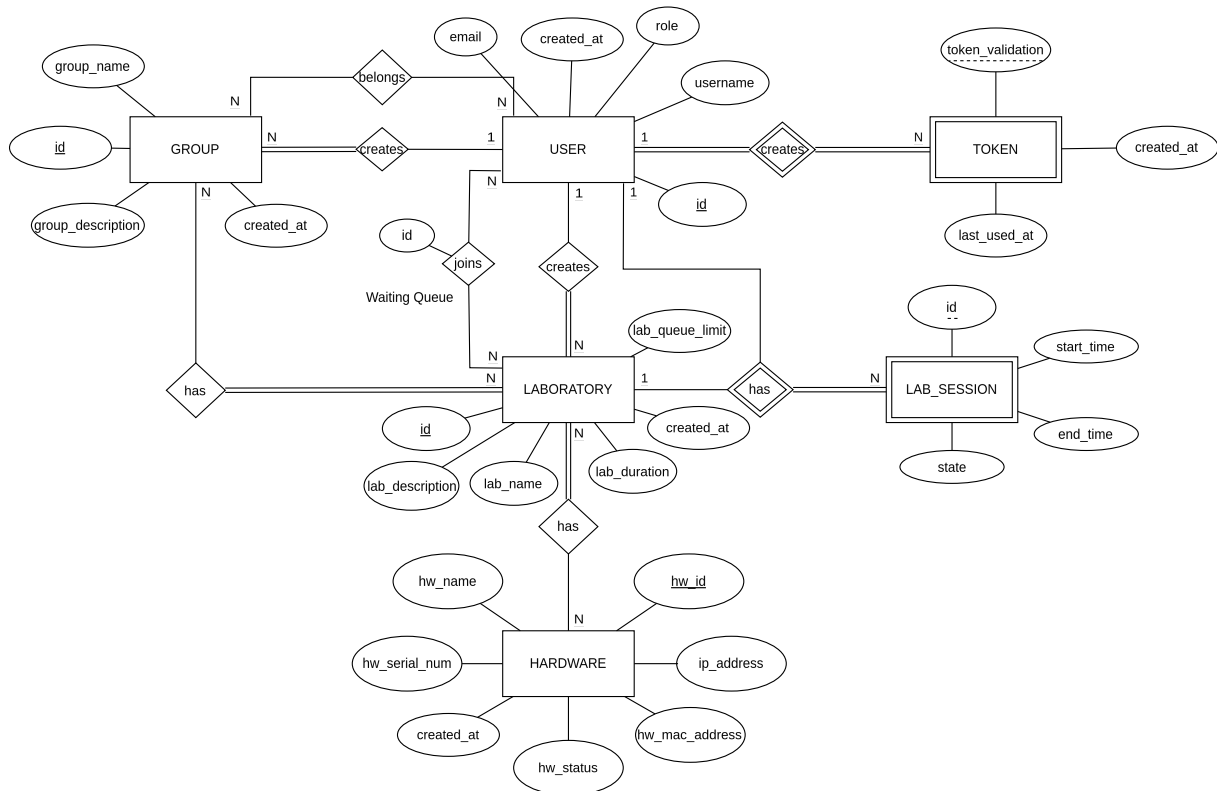 role
email
created_at
token_validation
group_name
belongs
username
N
N
N
creates
1
1
creates
N
id
GROUP
USER
TOKEN
created_at
N
N
1
1
id
group_description
created_at
id
last_used_at
joins
creates
Waiting Queue
id
--
lab_queue_limit
start_time
N
N
has
N
LABORATORY
1
has
N
LAB_SESSION
id
created_at
N
end_time
lab_description
lab_name
lab_duration
state
has
hw_name
hw_id
N
hw_serial_num
HARDWARE
ip_address
created_at
hw_mac_address
hw_status